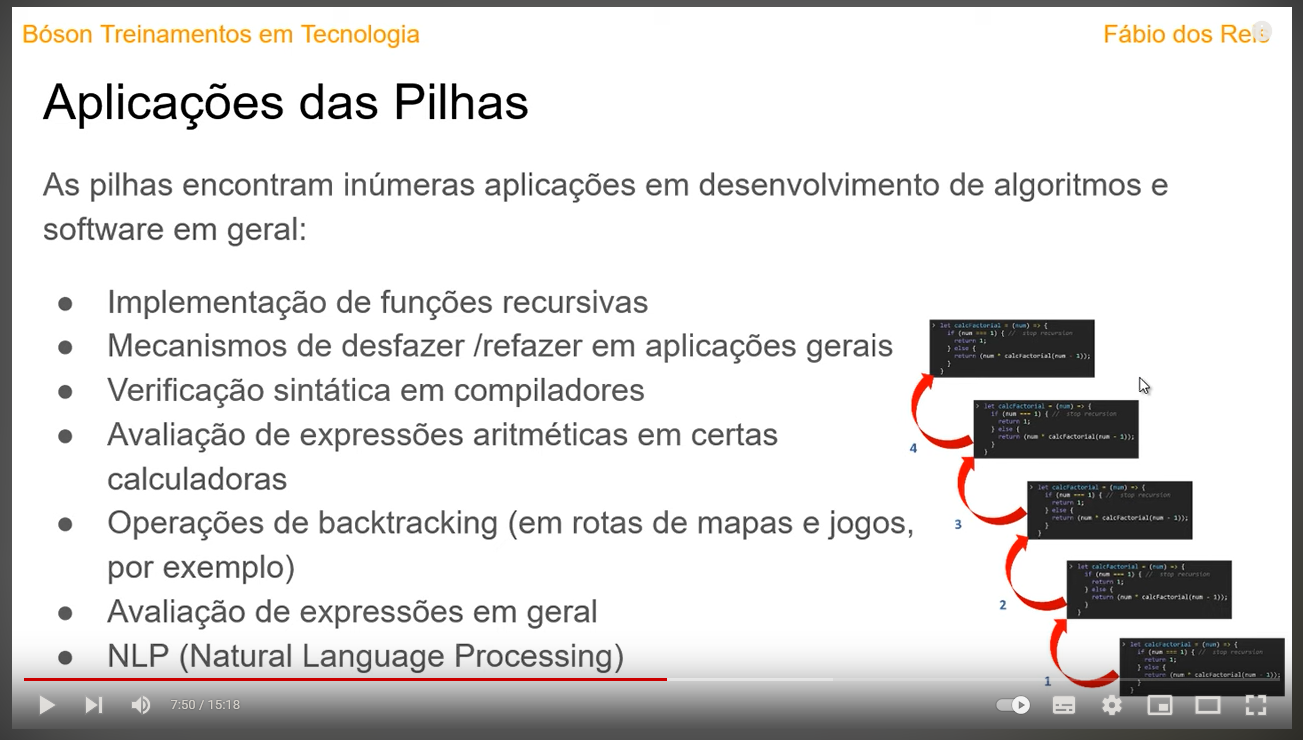 Bóson Treinamentos em Tecnologia
Fábio dos Reis
Aplicações das Pilhas
As pilhas encontram inúmeras aplicações em desenvolvimento de algoritmos e
software em geral:
● Implementação de funções recursivas
● Mecanismos de desfazer /refazer em aplicações gerais
● Verificação sintática em compiladores
● Avaliação de expressões aritméticas em certas
calculadoras
● Operações de backtracking (em rotas de mapas e jogos,
por exemplo)
● Avaliação de expressões em geral
● NLP (Natural Language Processing)
> let calcFactorial = (num) => {
if (num === 1) { // stop recursion
return 1;
} else {
return (num * calcFactorial(num - 1));
}
}
4
> let calcFactorial = (num) => {
if (num === 1) { // stop recursion
return 1;
} else {
return (num * calcFactorial(num - 1));
}
}
3
> let calcFactorial = (num) => {
if (num === 1) { // stop recursion
return 1;
} else {
return (num * calcFactorial(num - 1));
}
}
2
> let calcFactorial = (num) => {
if (num === 1) { // stop recursion
return 1;
} else {
return (num * calcFactorial(num - 1));
}
}
1
> let calcFactorial = (num) => {
if (num === 1) { // stop recursion
return 1;
} else {
return (num * calcFactorial(num - 1));
}
}
7:50 / 15:18